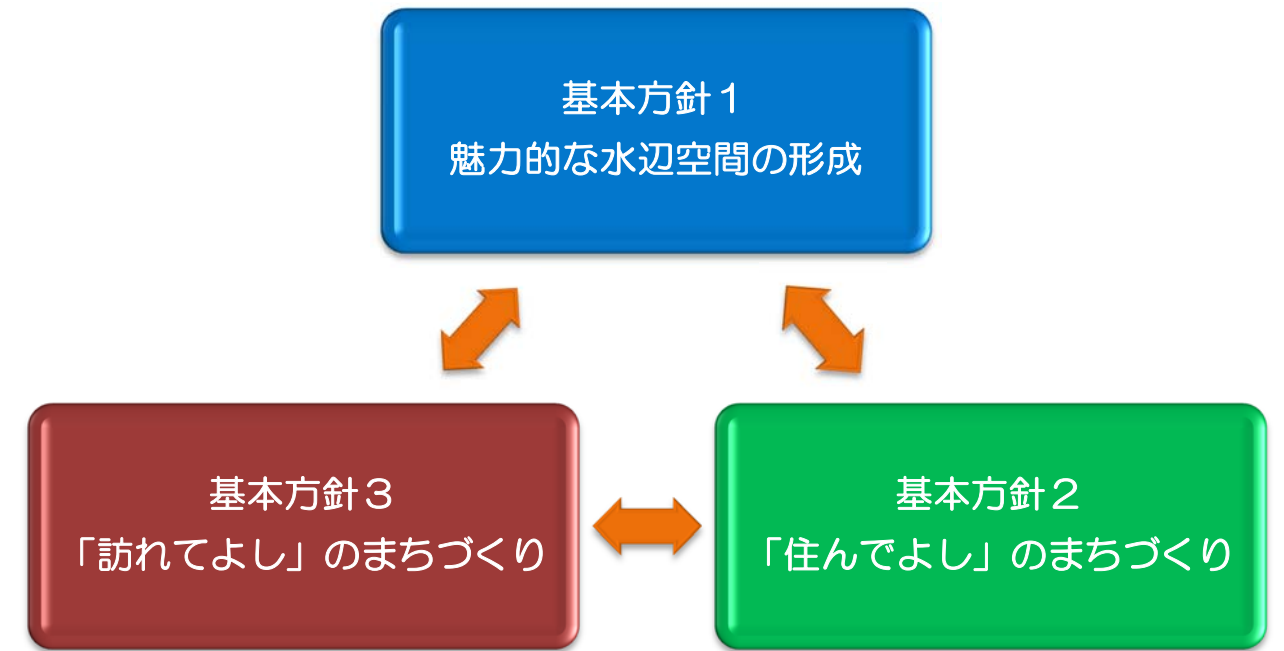 基本方針１
魅力的な水辺空間の形成
基本方針３
「訪れてよし」のまちづくり
基本方針２
「住んでよし」のまちづくり